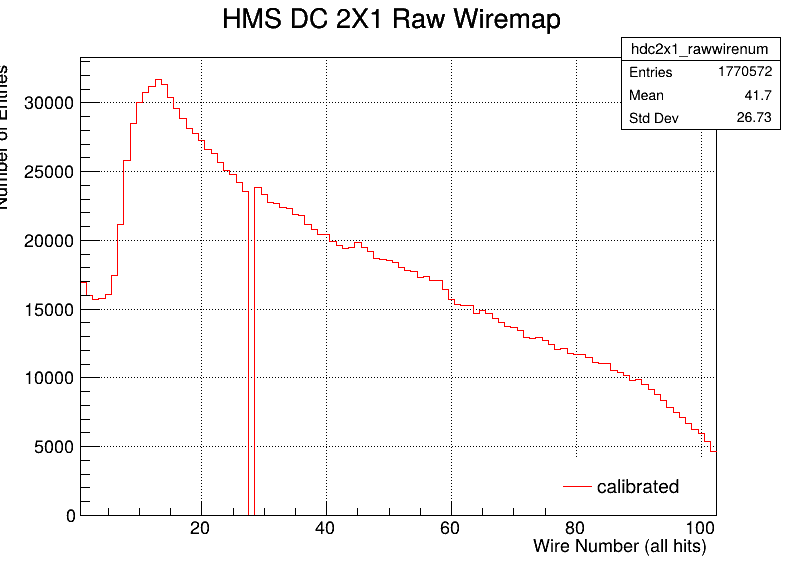 HMS DC 2X1 Raw Wiremap
hdc2x1_rawwirenum
Entries 1770572
Mean 41.7
Std Dev 26.73
Number of Entries
30000
25000
20000
15000
10000
5000
0
calibrated
20 40 60 80 100
Wire Number (all hits)